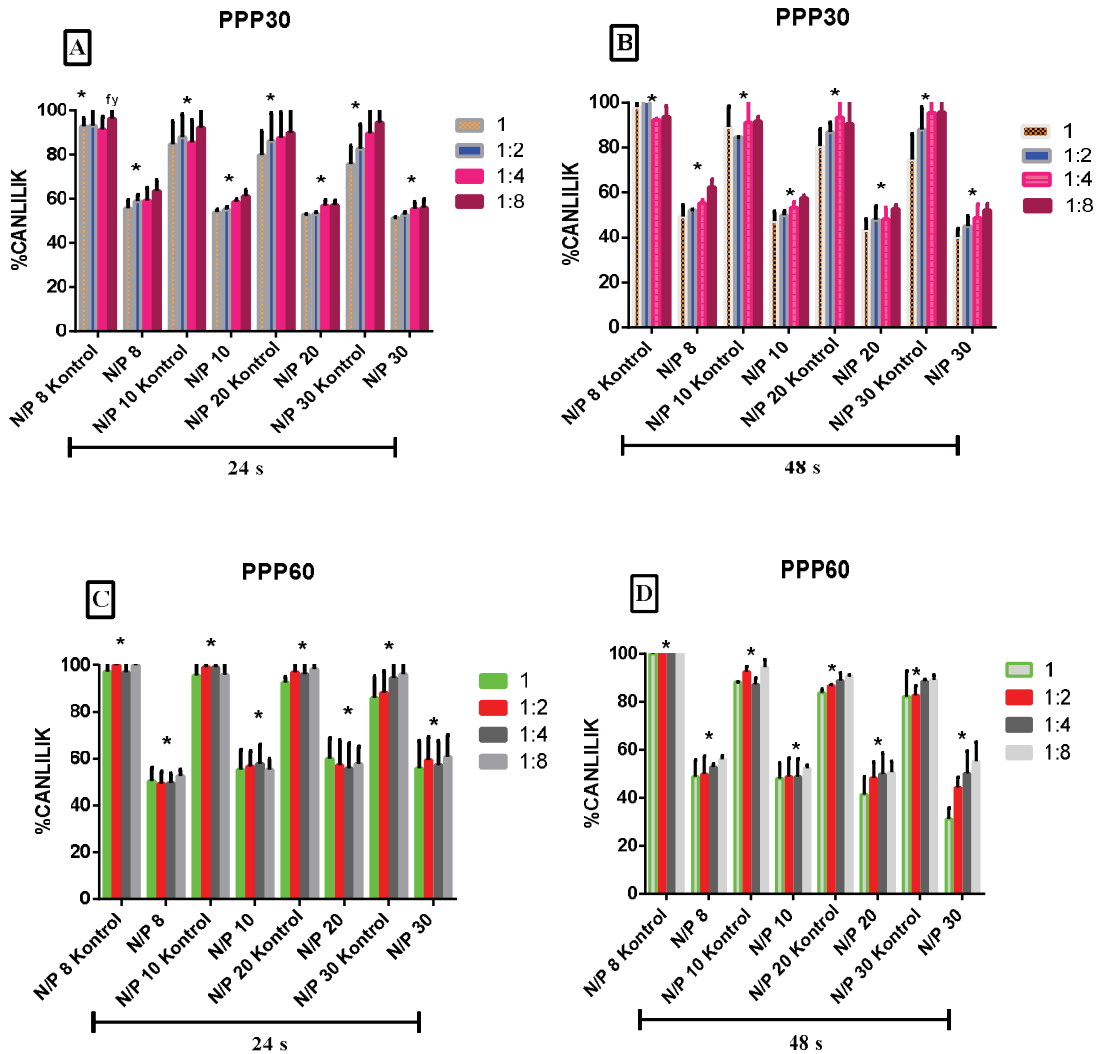 PPP30
A
%CANLILIK
100
80
60
40
20
0
*
fy
*
*
*
*
*
*
*
1
1:2
1:4
1:8
N/P 8 Kontrol
N/P 8
N/P 10 Kontrol
N/P 10
N/P 20 Kontrol
N/P 20
N/P 30 Kontrol
N/P 30
24 s
PPP30
B
%CANLILIK
100
80
60
40
20
0
*
*
*
*
*
*
*
*
1
1:2
1:4
1:8
N/P 8 Kontrol
N/P 8
N/P 10 Kontrol
N/P 10
N/P 20 Kontrol
N/P 20
N/P 30 Kontrol
N/P 30
48 s
PPP60
C
%CANLILIK
100
80
60
40
20
0
*
*
*
*
*
*
*
*
1
1:2
1:4
1:8
N/P 8 Kontrol
N/P 8
N/P 10 Kontrol
N/P 10
N/P 20 Kontrol
N/P 20
N/P 30 Kontrol
N/P 30
24 s
PPP60
D
%CANLILIK
100
80
60
40
20
0
*
*
*
*
*
*
*
*
1
1:2
1:4
1:8
N/P 8 Kontrol
N/P 8
N/P 10 Kontrol
N/P 10
N/P 20 Kontrol
N/P 20
N/P 30 Kontrol
N/P 30
48 s